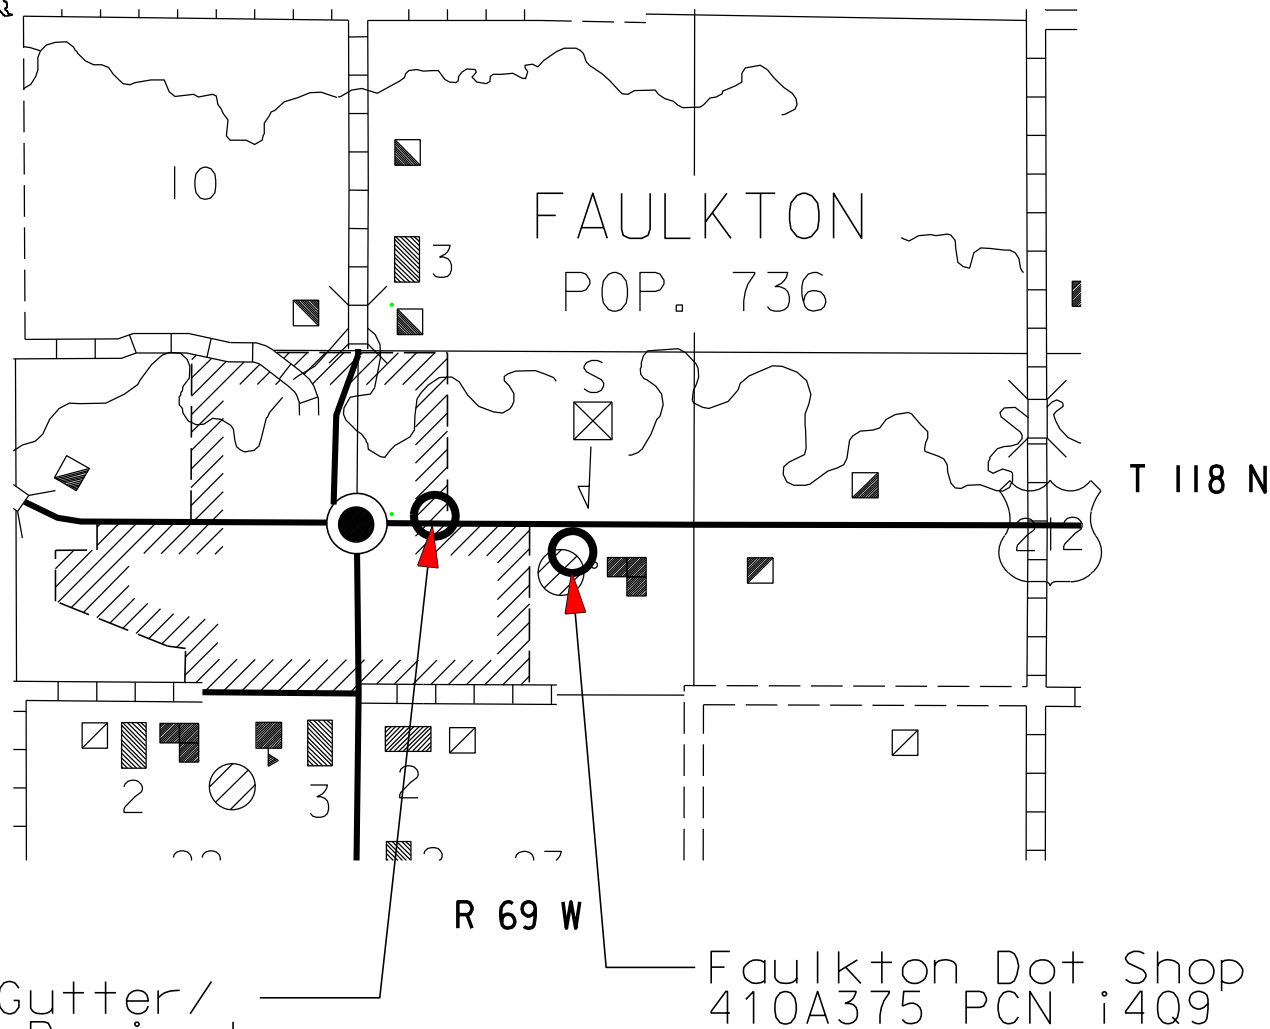 10
FAULKTON
3
POP. 736
S
T 118 N
212
2
3
2
R 69 W
Faulkton Dot Shop
410A375 PCN i4Q9
Gutter/